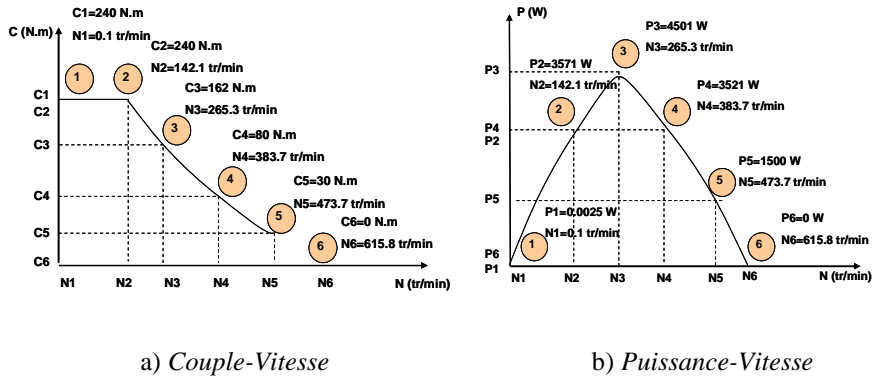 C1=240 N.m
N1=0.1 tr/min
C (N.m)
C2=240 N.m
N2=142.1 tr/min
C3=162 N.m
N3=265.3 tr/min
C4=80 N.m
N4=383.7 tr/min
C5=30 N.m
N5=473.7 tr/min
C6=0 N.m
N6=615.8 tr/min
1
2
3
4
5
6
C1
C2
C3
C4
C5
C6
N1 N2 N3 N4 N5 N6 N (tr/min)
a) Couple-Vitesse
P (W)
P3=4501 W
N3=265.3 tr/min
P2=3571 W
N2=142.1 tr/min
P4=3521 W
N4=383.7 tr/min
P5=1500 W
N5=473.7 tr/min
P1=0.0025 W
N1=0.1 tr/min
P6=0 W
N6=615.8 tr/min
3
2
4
5
1
6
P3
P4
P2
P5
P6
P1
N1 N2 N3 N4 N5 N6 N (tr/min)
b) Puissance-Vitesse